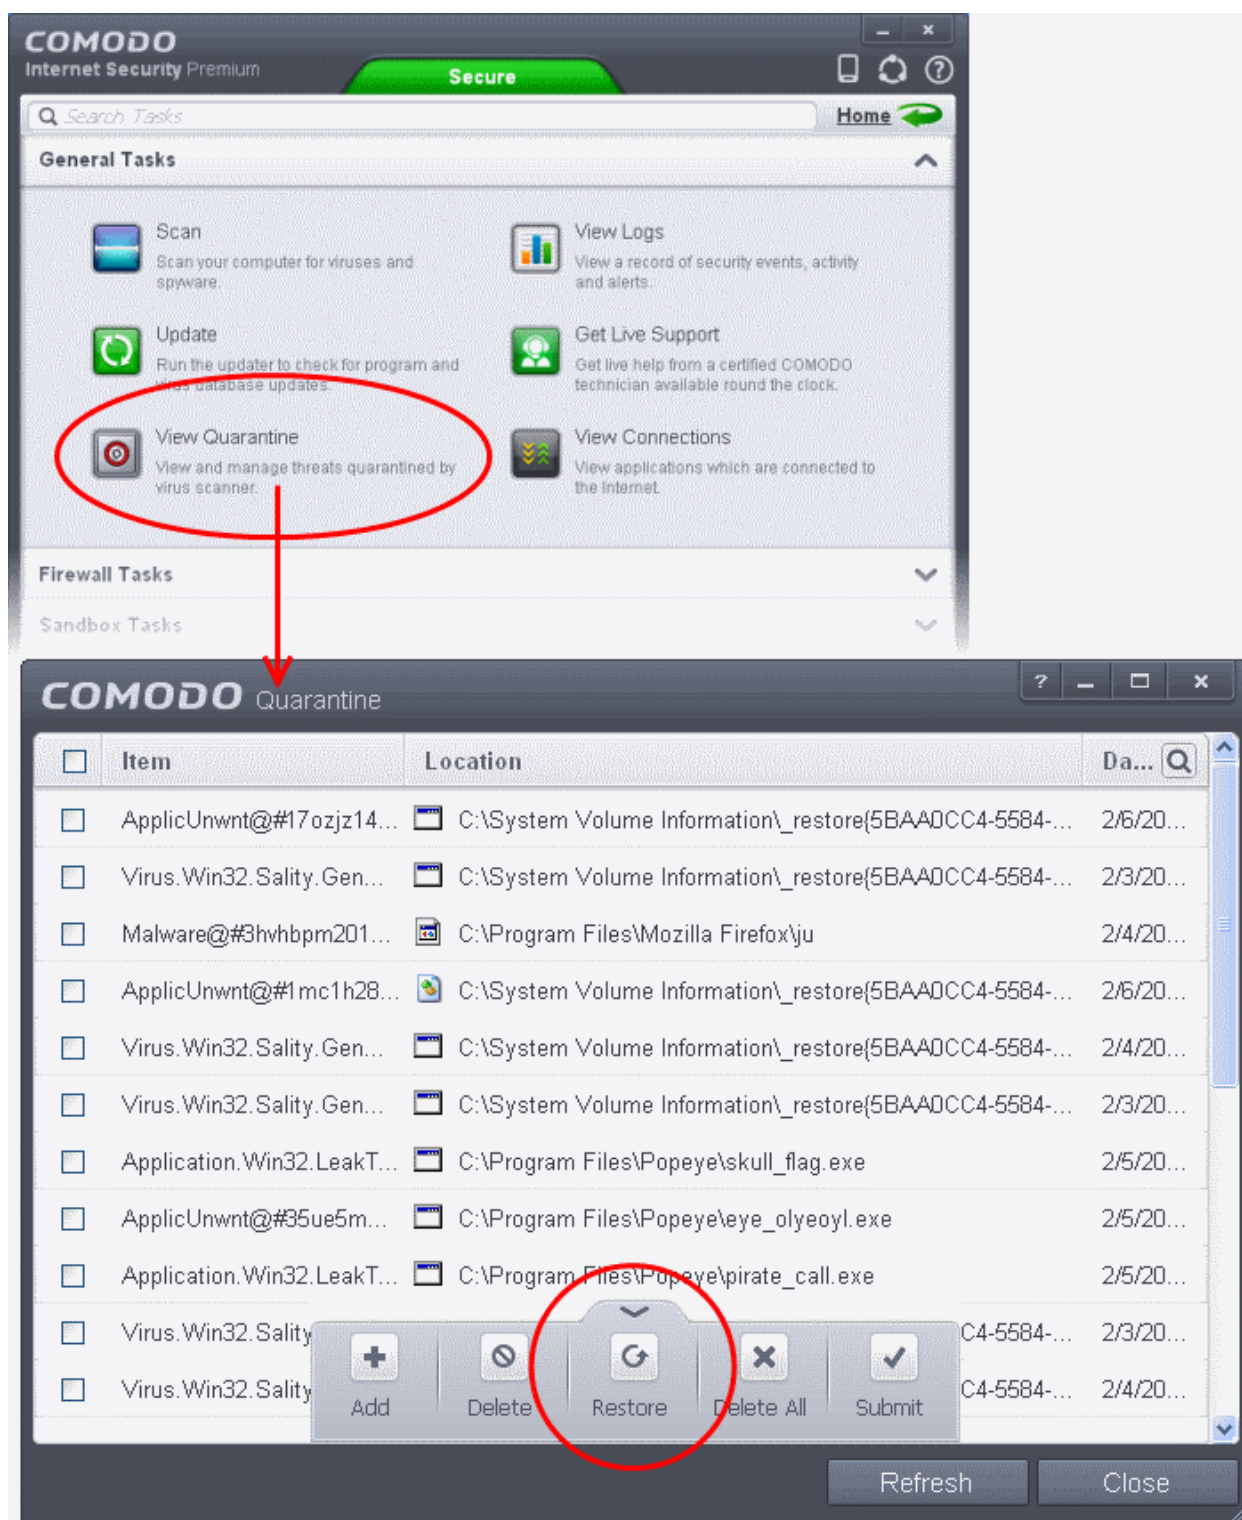 COMODO
Internet Security Premium
Secure
Search Tasks
Home
General Tasks
Scan
Scan your computer for viruses and
spyware.
View Logs
View a record of security events, activity
and alerts.
Update
Run the updater to check for program and
virus database updates.
Get Live Support
Get live help from a certified COMODO
technician available round the clock.
View Quarantine
View and manage threats quarantined by
virus scanner.
View Connections
View applications which are connected to
the Internet.
Firewall Tasks
Sandbox Tasks
COMODO Quarantine
Item Location Da...
ApplicUnwnt@#17ozjz14... C:\System Volume Information\_restore{5BAA0CC4-5584-... 2/6/20...
Virus.Win32.Sality.Gen... C:\System Volume Information\_restore{5BAA0CC4-5584-... 2/3/20...
Malware@#3hvhbpm201... C:\Program Files\Mozilla Firefox\ju 2/4/20...
ApplicUnwnt@#1mc1h28... C:\System Volume Information\_restore{5BAA0CC4-5584-... 2/6/20...
Virus.Win32.Sality.Gen... C:\System Volume Information\_restore{5BAA0CC4-5584-... 2/4/20...
Virus.Win32.Sality.Gen... C:\System Volume Information\_restore{5BAA0CC4-5584-... 2/3/20...
Application.Win32.LeakT... C:\Program Files\Popeye\skull_flag.exe 2/5/20...
ApplicUnwnt@#35ue5m... C:\Program Files\Popeye\eye_olyeoyl.exe 2/5/20...
Application.Win32.LeakT... C:\Program Files\Popeye\pirate_call.exe 2/5/20...
Virus.Win32.Sality C4-5584-... 2/3/20...
Virus.Win32.Sality C4-5584-... 2/4/20...
Add Delete Restore Delete All Submit
Refresh Close